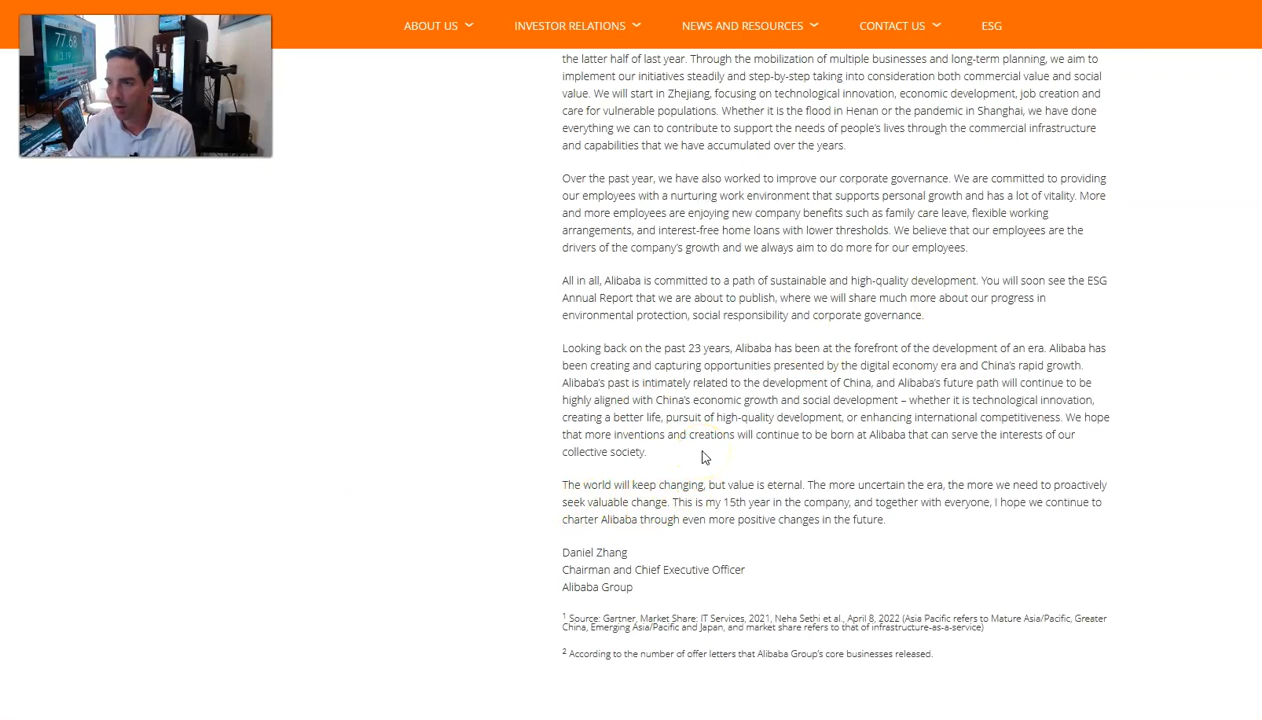 ABOUT US INVESTOR RELATIONS NEWS AND RESOURCES CONTACT US ESG
77.68
the latter half of last year. Through the mobilization of multiple businesses and long-term planning, we aim to
implement our initiatives steadily and step-by-step taking into consideration both commercial value and social
value. We will start in Zhejiang, focusing on technological innovation, economic development, job creation and
care for vulnerable populations. Whether it is the flood in Henan or the pandemic in Shanghai, we have done
everything we can to contribute to support the needs of people's lives through the commercial infrastructure
and capabilities that we have accumulated over the years.
Over the past year, we have also worked to improve our corporate governance. We are committed to providing
our employees with a nurturing work environment that supports personal growth and has a lot of vitality. More
and more employees are enjoying new company benefits such as family care leave, flexible working
arrangements, and interest-free home loans with lower thresholds. We believe that our employees are the
drivers of the company's growth and we always aim to do more for our employees.
All in all, Alibaba is committed to a path of sustainable and high-quality development. You will soon see the ESG
Annual Report that we are about to publish, where we will share much more about our progress in
environmental protection, social responsibility and corporate governance.
Looking back on the past 23 years, Alibaba has been at the forefront of the development of an era. Alibaba has
been creating and capturing opportunities presented by the digital economy era and China's rapid growth.
Alibaba's past is intimately related to the development of China, and Alibaba's future path will continue to be
highly aligned with China's economic growth and social development – whether it is technological innovation,
creating a better life, pursuit of high-quality development, or enhancing international competitiveness. We hope
that more inventions and creations will continue to be born at Alibaba that can serve the interests of our
collective society.
The world will keep changing, but value is eternal. The more uncertain the era, the more we need to proactively
seek valuable change. This is my 15th year in the company, and together with everyone, I hope we continue to
charter Alibaba through even more positive changes in the future.
Daniel Zhang
Chairman and Chief Executive Officer
Alibaba Group
1 Source: Gartner, Market Share: IT Services, 2021, Neha Sethi et al., April 8, 2022 (Asia Pacific refers to Mature Asia/Pacific, Greater
China, Emerging Asia/Pacific and Japan, and market share refers to that of infrastructure-as-a-service)
2 According to the number of offer letters that Alibaba Group's core businesses released.